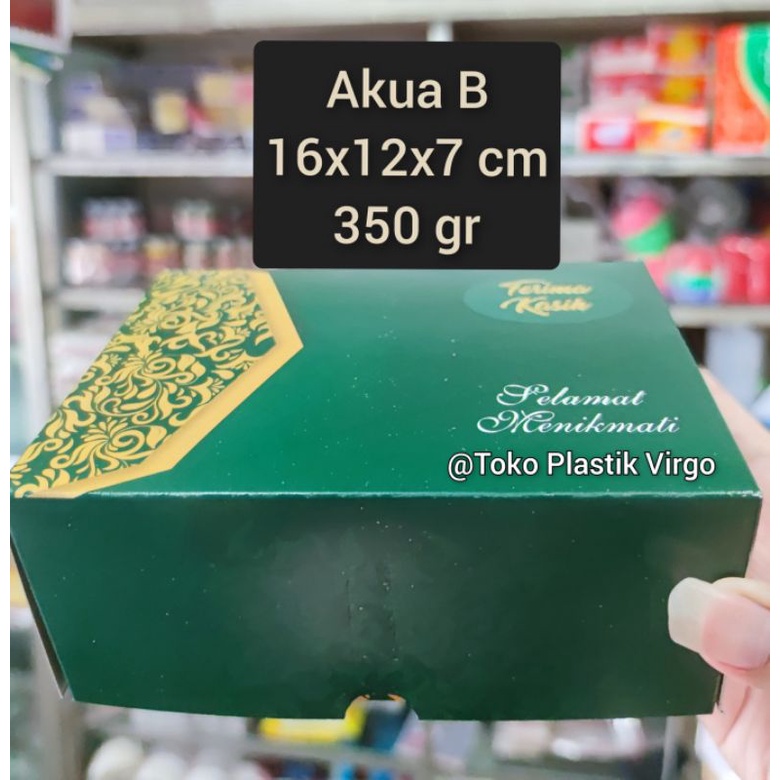 Akua B
16x12x7 cm
350 gr
Terima
Kasih
Selamat
Menikmati
@Toko Plastik Virgo